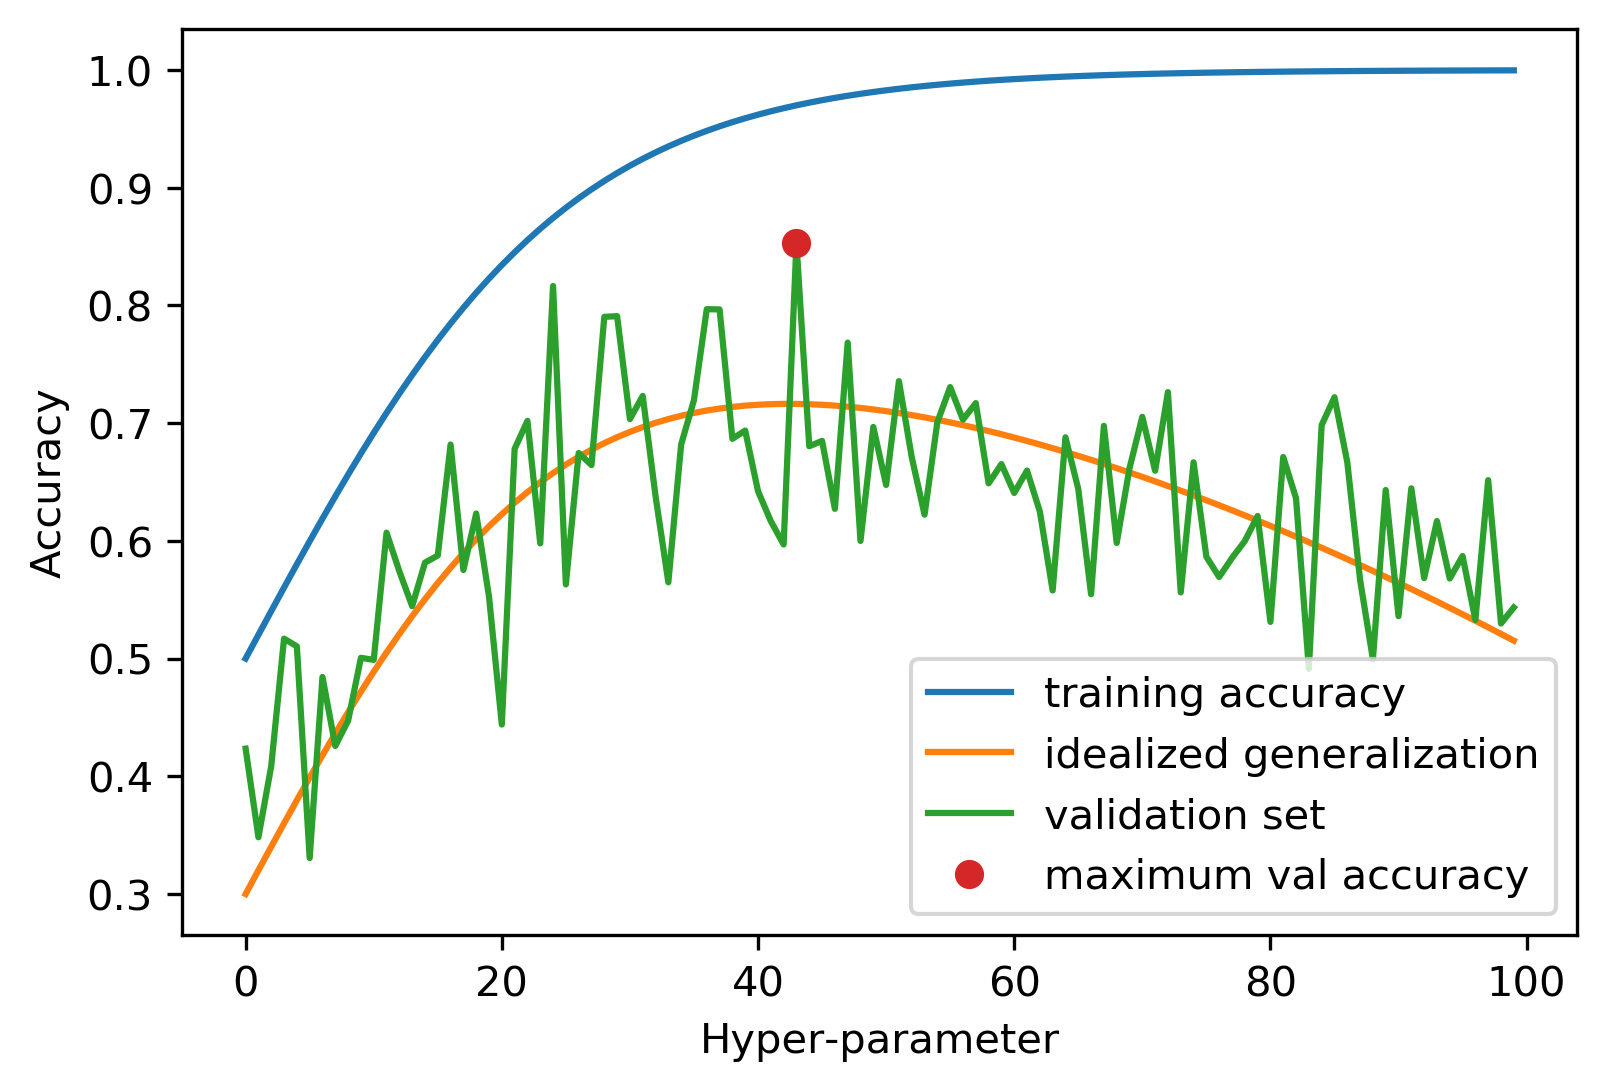 1.0
0.9
0.8
0.7
0.6
0.5
0.4
0.3
Accuracy
training accuracy
idealized generalization
validation set
maximum val accuracy
0 20 40 60 80 100
Hyper-parameter